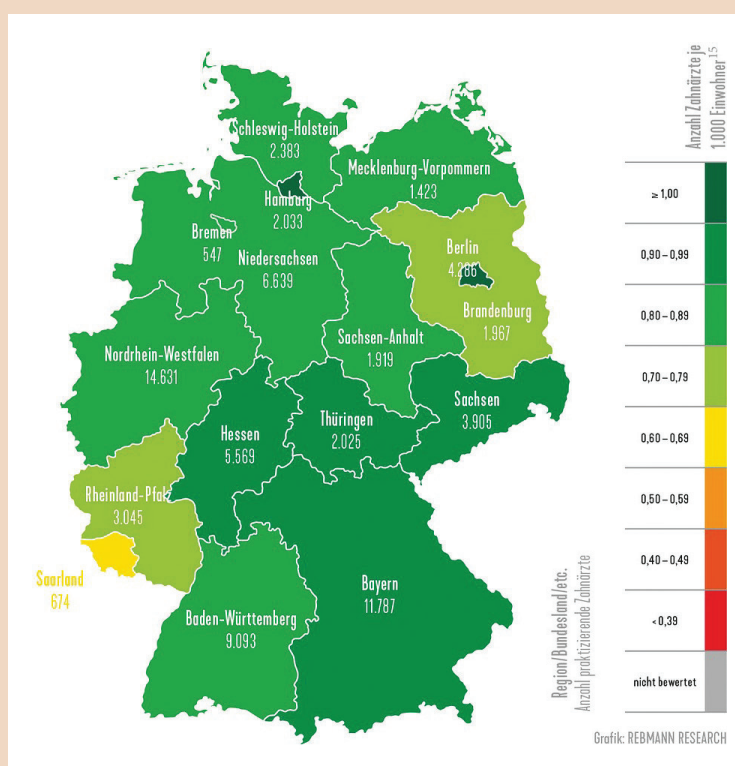 Schleswig-Holstein
2.383
Mecklenburg-Vorpommern
1.423
Hamburg
2.033
Bremen
547
Niedersachsen
6.639
Berlin
4.286
Brandenburg
1.967
Sachsen-Anhalt
1.919
Nordrhein-Westfalen
14.631
Sachsen
3.905
Thüringen
2.025
Hessen
5.569
Rheinland-Pfalz
3.045
Saarland
674
Bayern
11.787
Baden-Württemberg
9.093
Anzahl Zahnärzte je
1.000 Einwohner15
≥ 1,00
0,90 – 0,99
0,80 – 0,89
0,70 – 0,79
0,60 – 0,69
0,50 – 0,59
0,40 – 0,49
< 0,39
nicht bewertet
Region/Bundesland/etc.
Anzahl praktizierende Zahnärzte
Grafik: REBMANN RESEARCH